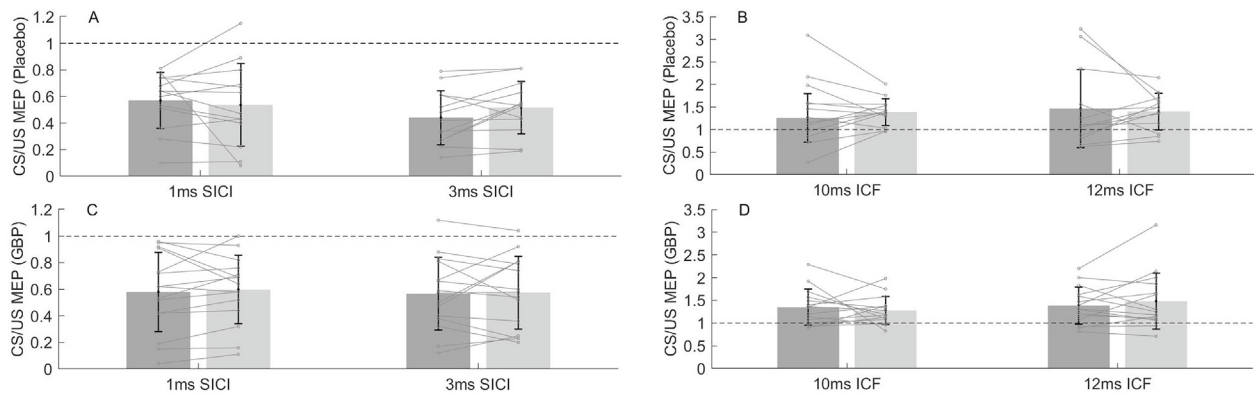 A
CS/US MEP (Placebo)
1.2
1
0.8
0.6
0.4
0.2
0
1ms SICI
3ms SICI
B
CS/US MEP (Placebo)
3.5
3
2.5
2
1.5
1
0.5
0
10ms ICF
12ms ICF
C
CS/US MEP (GBP)
1.2
1
0.8
0.6
0.4
0.2
0
1ms SICI
3ms SICI
D
CS/US MEP (GBP)
3.5
3
2.5
2
1.5
1
0.5
0
10ms ICF
12ms ICF